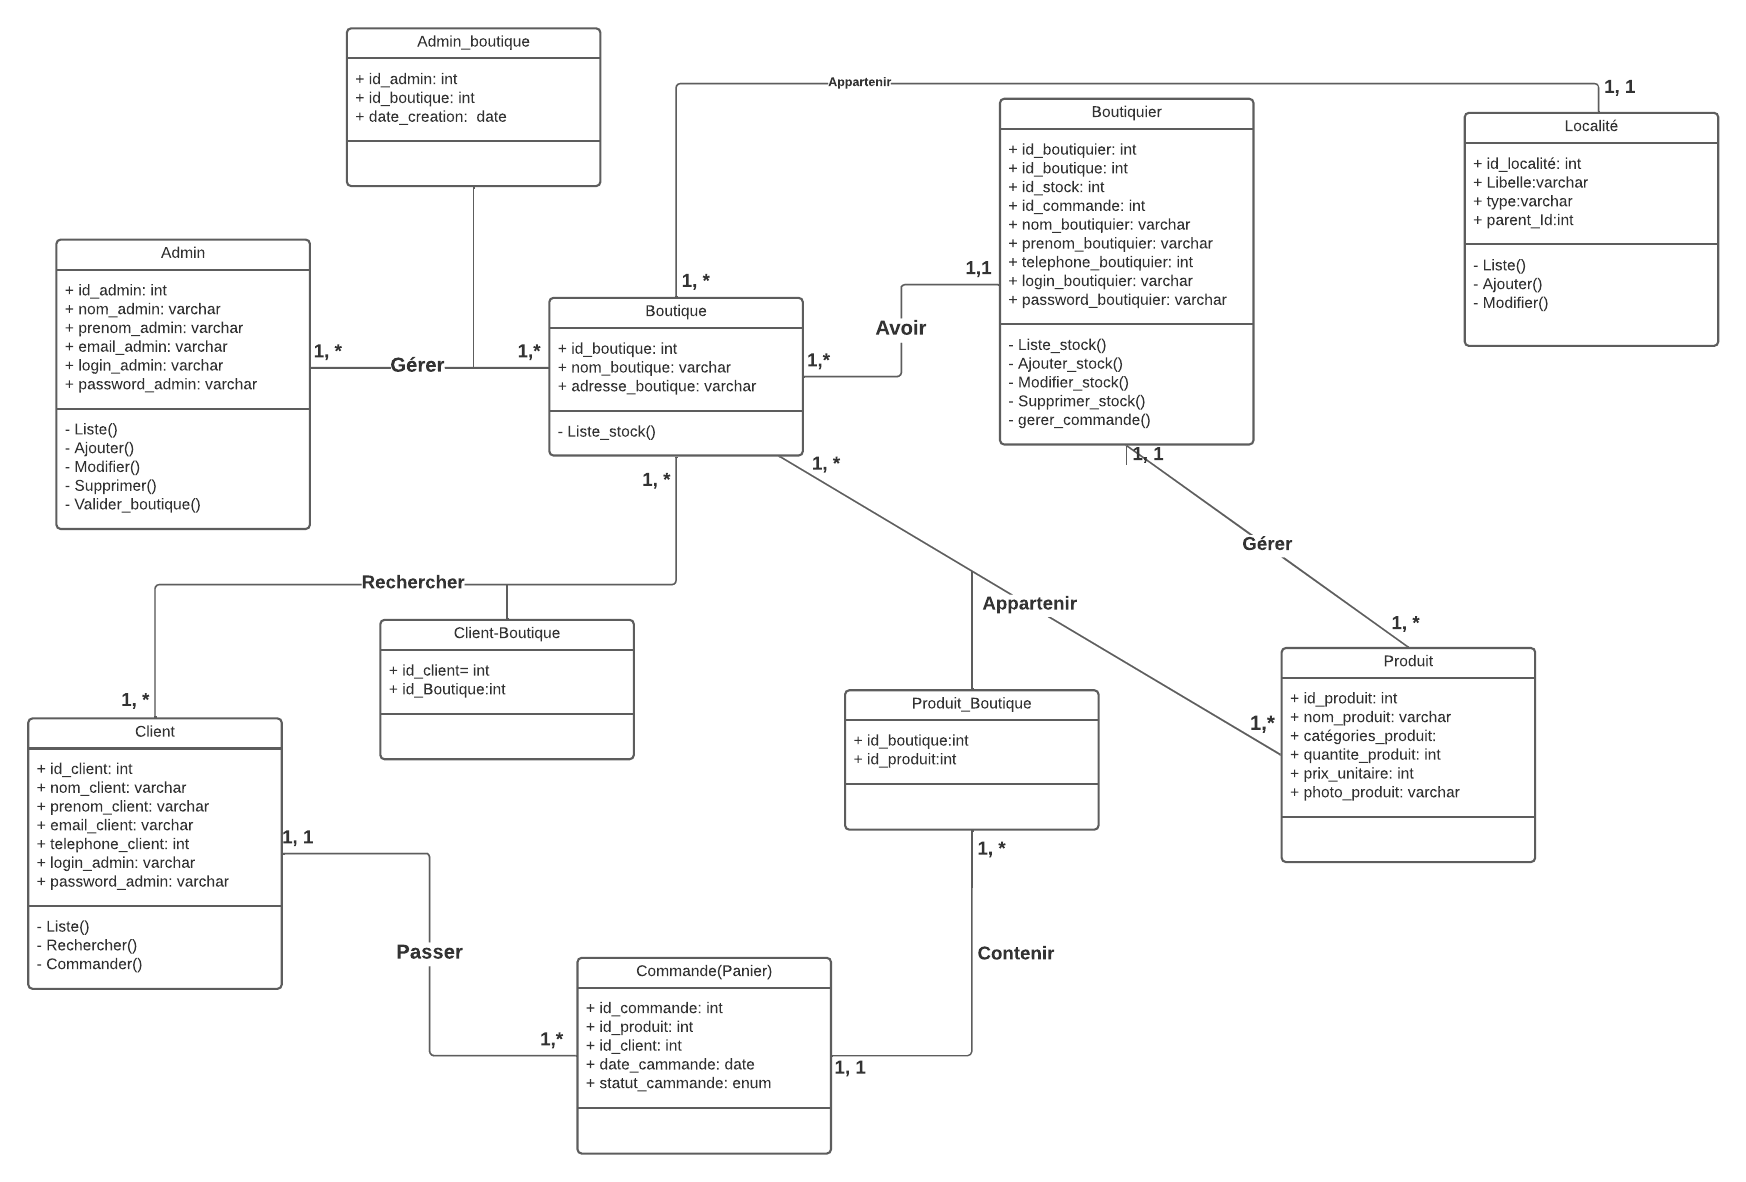 Admin_boutique
+ id_admin: int
+ id_boutique: int
+ date_creation:  date
Appartenir
1, 1
Boutiquier
+ id_boutiquier: int
+ id_boutique: int
+ id_stock: int
+ id_commande: int
+ nom_boutiquier: varchar
+ prenom_boutiquier: varchar
+ telephone_boutiquier: int
+ login_boutiquier: varchar
+ password_boutiquier: varchar
- Liste_stock()
- Ajouter_stock()
- Modifier_stock()
- Supprimer_stock()
- gerer_commande()
Localité
+ id_localité: int
+ Libelle:varchar
+ type:varchar
+ parent_Id:int
- Liste()
- Ajouter()
- Modifier()
Admin
+ id_admin: int
+ nom_admin: varchar
+ prenom_admin: varchar
+ email_admin: varchar
+ login_admin: varchar
+ password_admin: varchar
- Liste()
- Ajouter()
- Modifier()
- Supprimer()
- Valider_boutique()
1, *
Gérer
1,*
1, *
Boutique
+ id_boutique: int
+ nom_boutique: varchar
+ adresse_boutique: varchar
- Liste_stock()
1,1
Avoir
1,*
1, *
1, *
1, 1
Gérer
1, *
Rechercher
Appartenir
Client-Boutique
+ id_client= int
+ id_Boutique:int
1, *
Produit_Boutique
+ id_boutique:int
+ id_produit:int
1,*
Produit
+ id_produit: int
+ nom_produit: varchar
+ catégories_produit:
+ quantite_produit: int
+ prix_unitaire: int
+ photo_produit: varchar
Client
+ id_client: int
+ nom_client: varchar
+ prenom_client: varchar
+ email_client: varchar
+ telephone_client: int
+ login_admin: varchar
+ password_admin: varchar
- Liste()
- Rechercher()
- Commander()
1, 1
1, *
Passer
Contenir
1,*
Commande(Panier)
+ id_commande: int
+ id_produit: int
+ id_client: int
+ date_cammande: date
+ statut_cammande: enum
1, 1